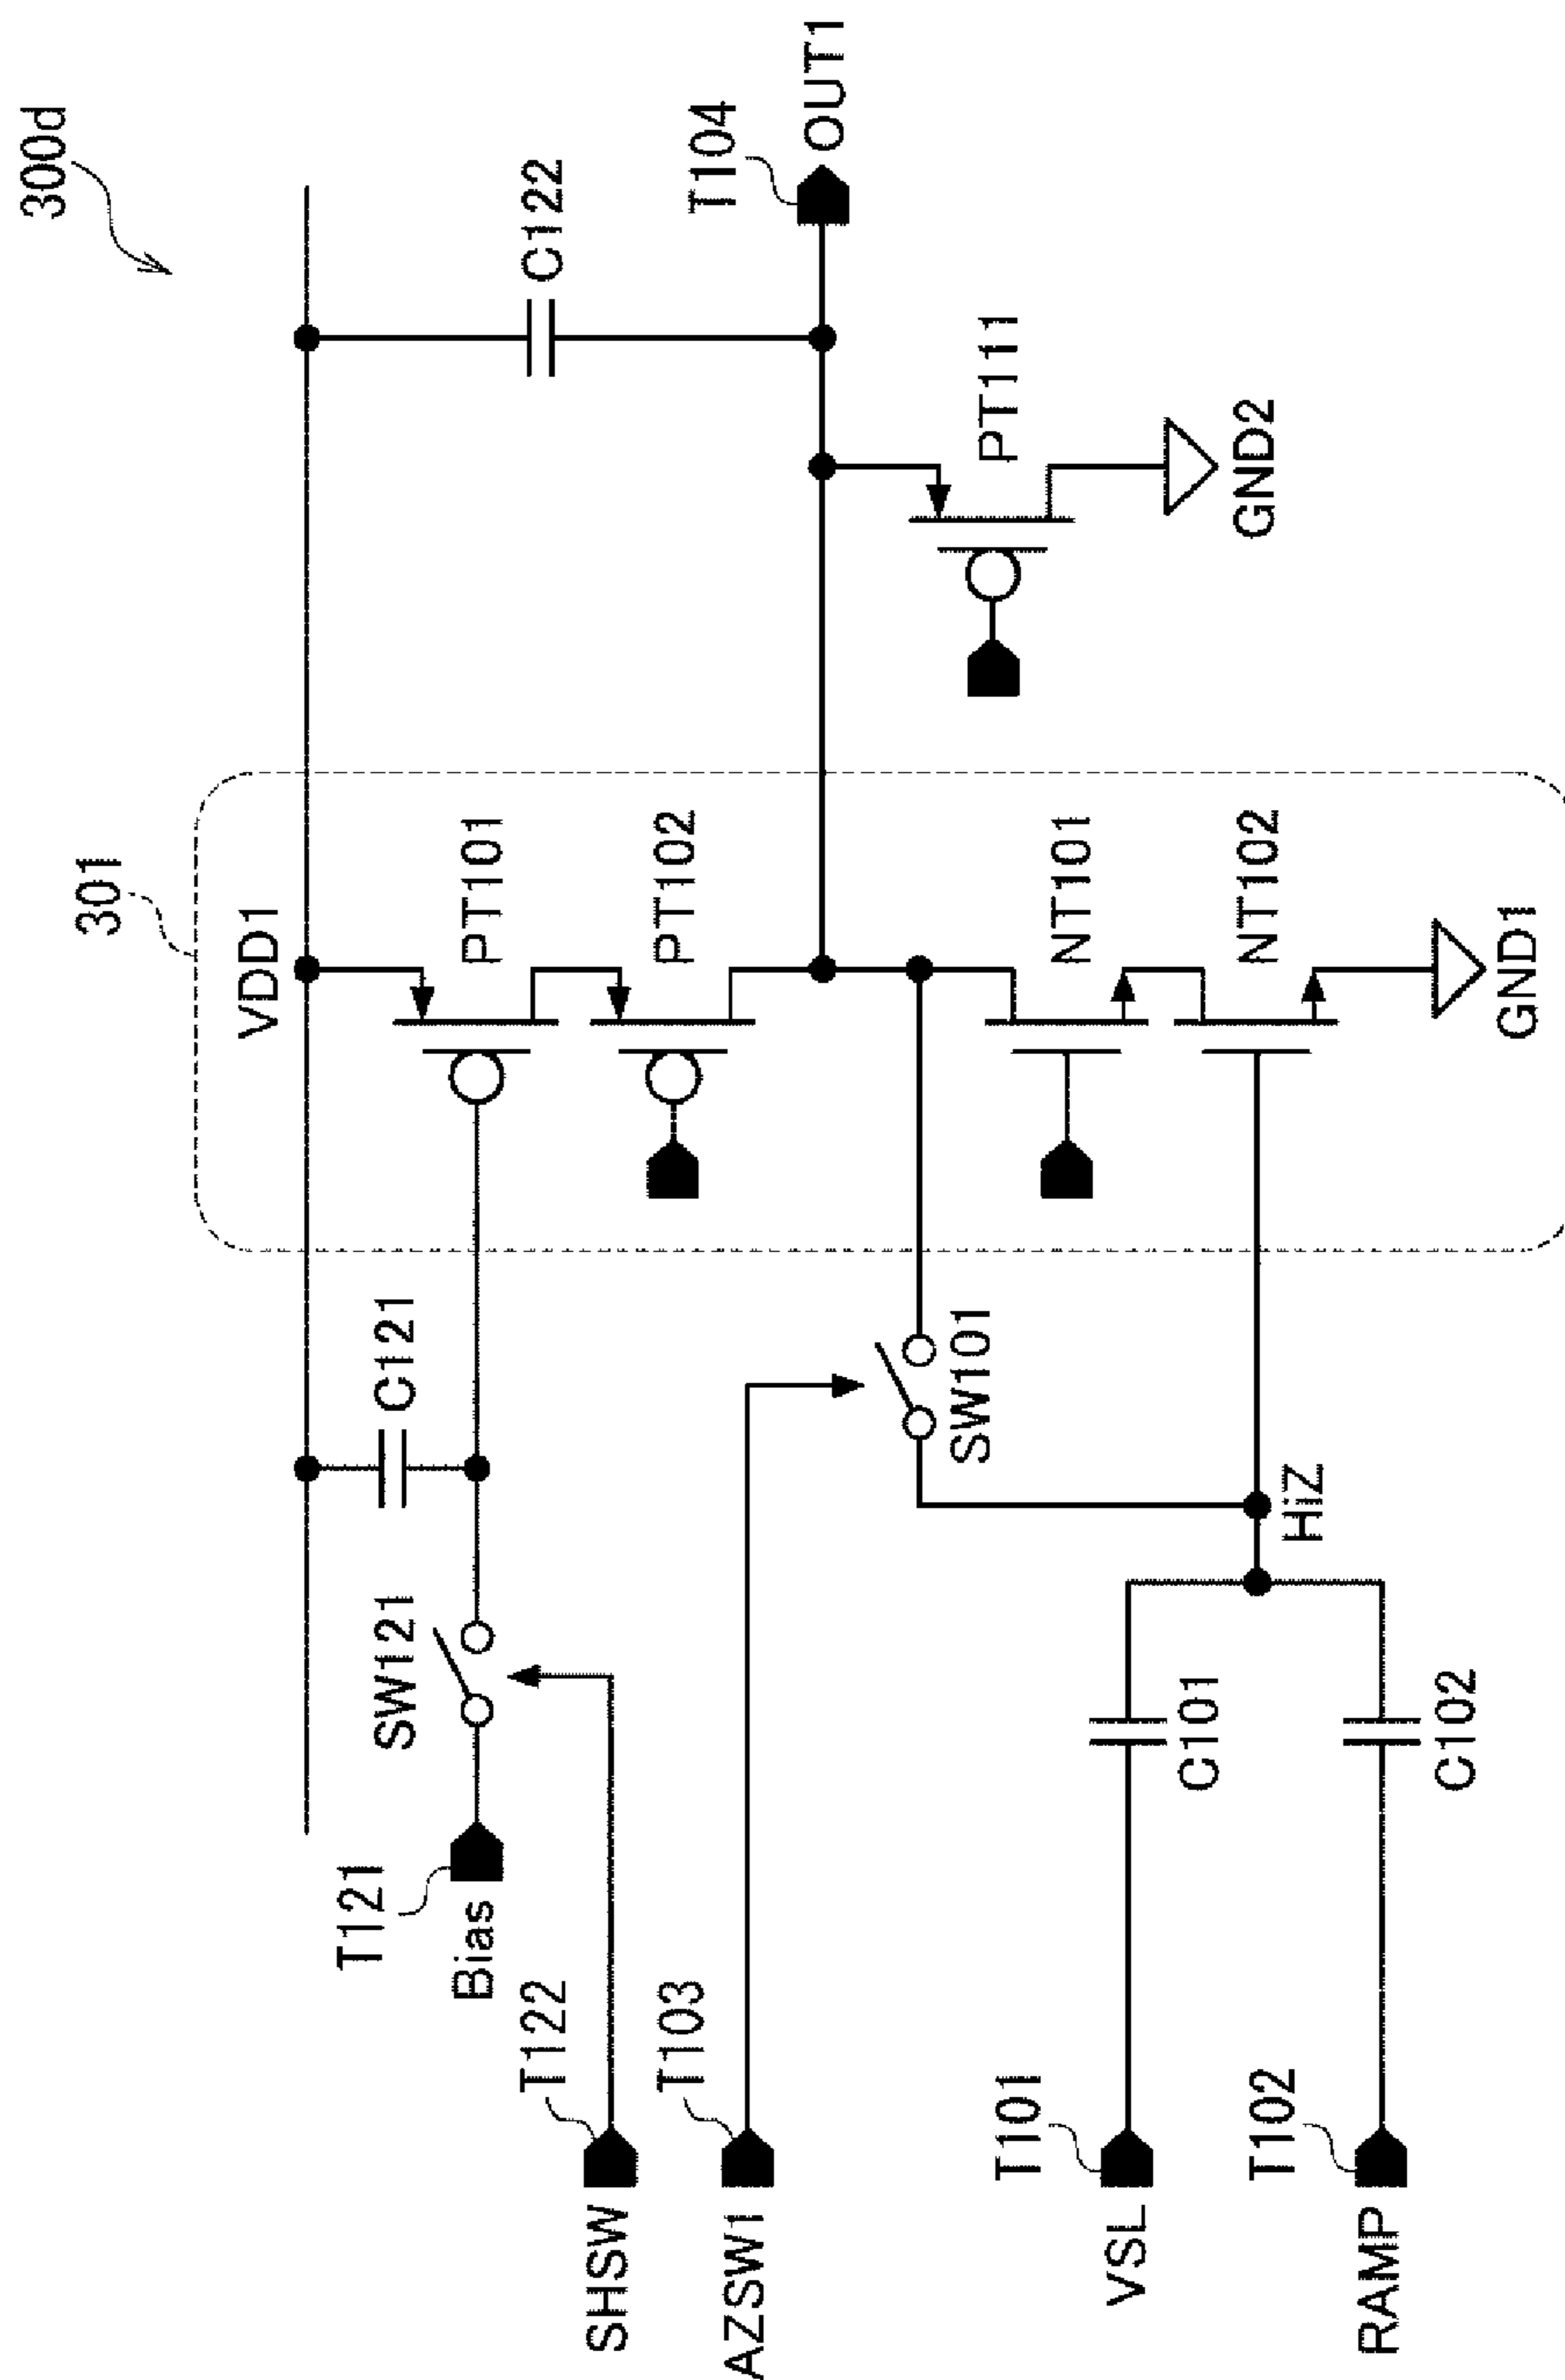 300d
301
VDD1
C121
PT101
C122
T121
SW121
Bias
PT102
T104
OUT1
T122
SHSW
T103
AZSW1
SW101
PT111
GND2
NT101
T101
VSL
C101
HiZ
NT102
T102
RAMP
C102
GND1